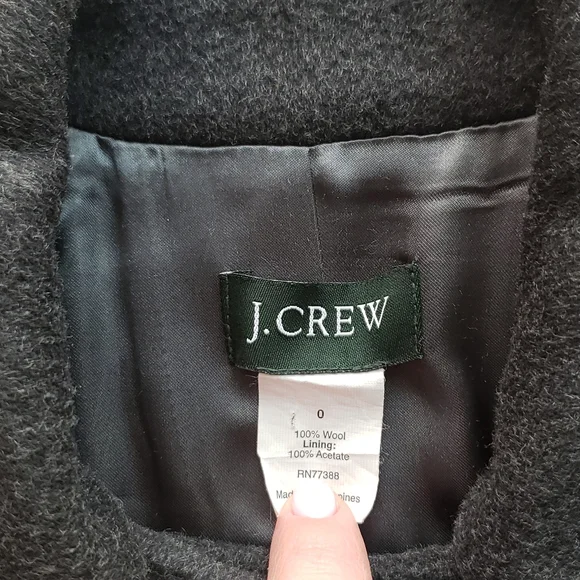 J.CREW
0
100% Wool
Lining:
100% Acetate
RN77388